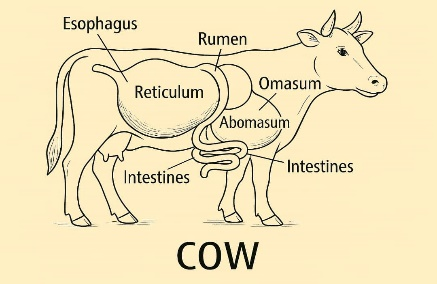 Esophagus
Rumen
Reticulum
Omasum
Abomasum
Intestines
Intestines
COW